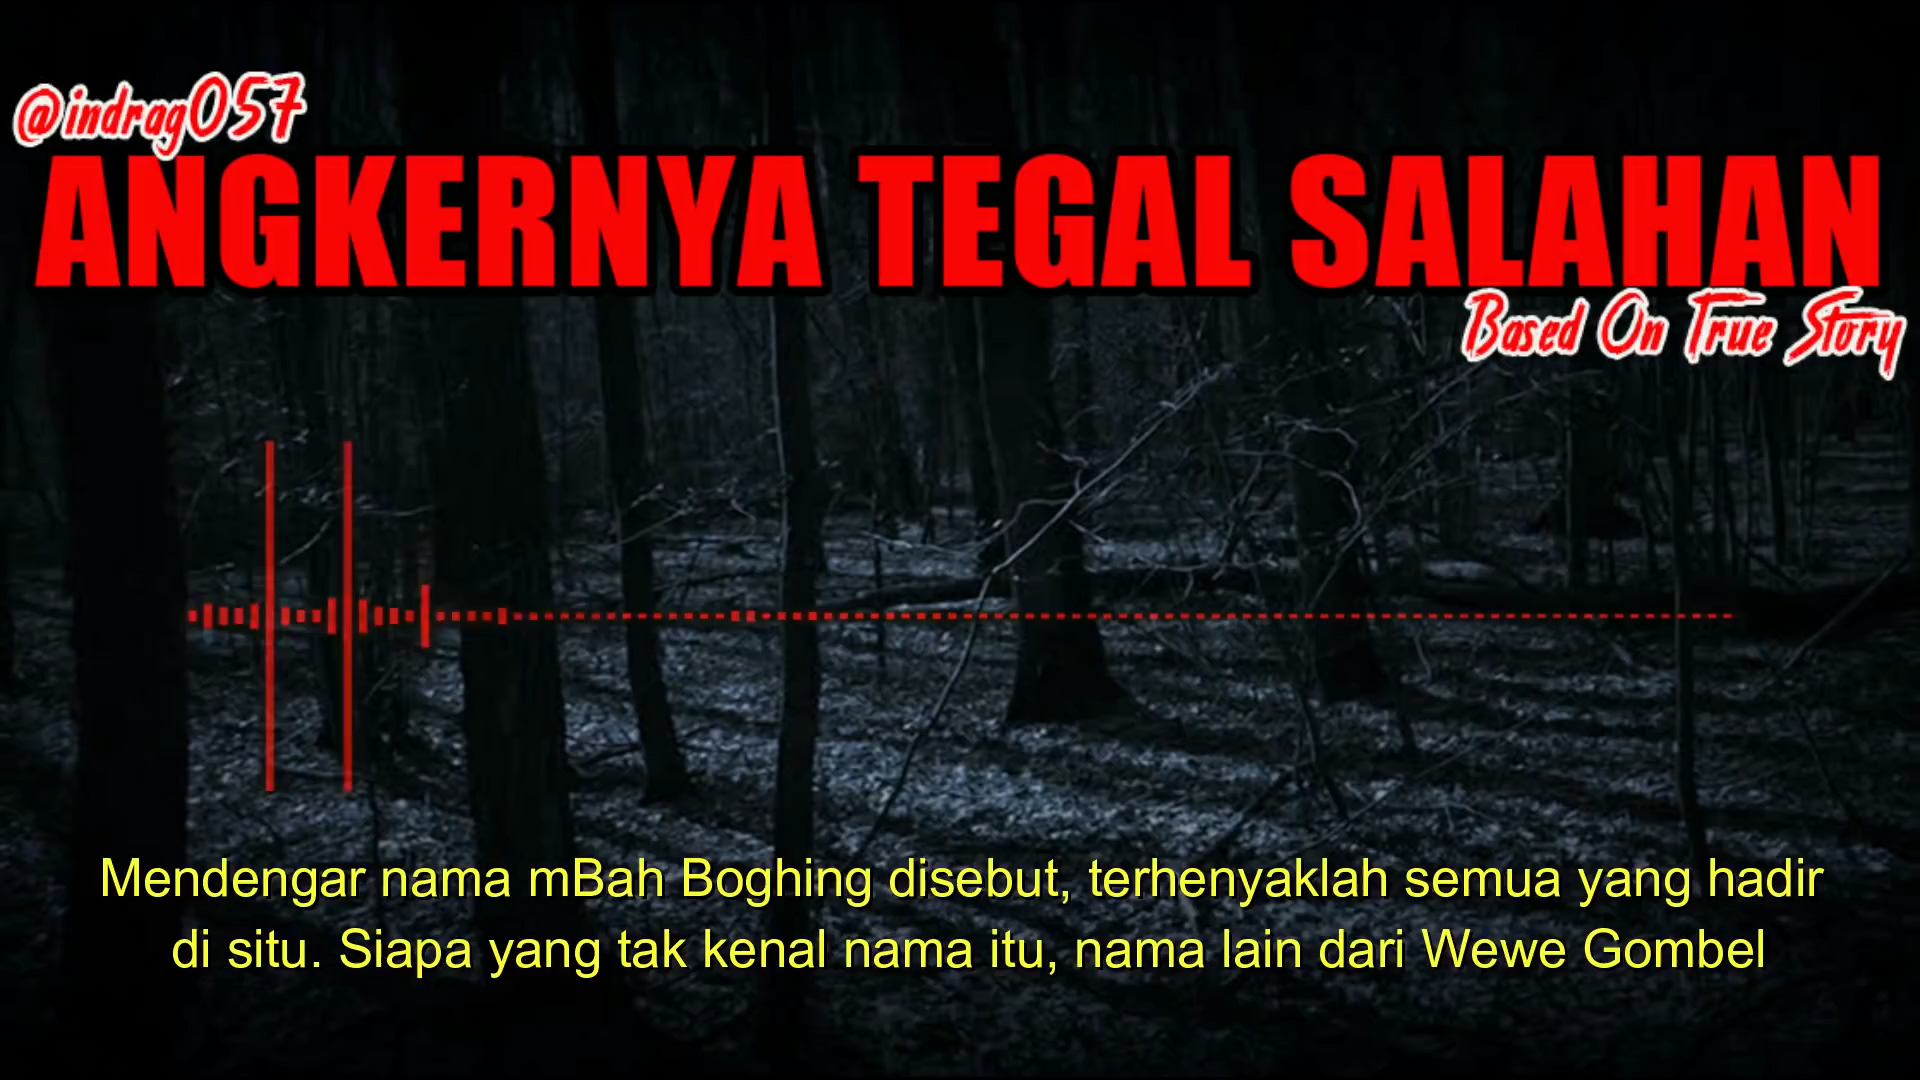 @indrag057
ANGKERNYA TEGAL SALAHAN
Based On True Story
Mendengar nama mBah Boghing disebut, terhenyaklah semua yang hadir
di situ. Siapa yang tak kenal nama itu, nama lain dari Wewe Gombel